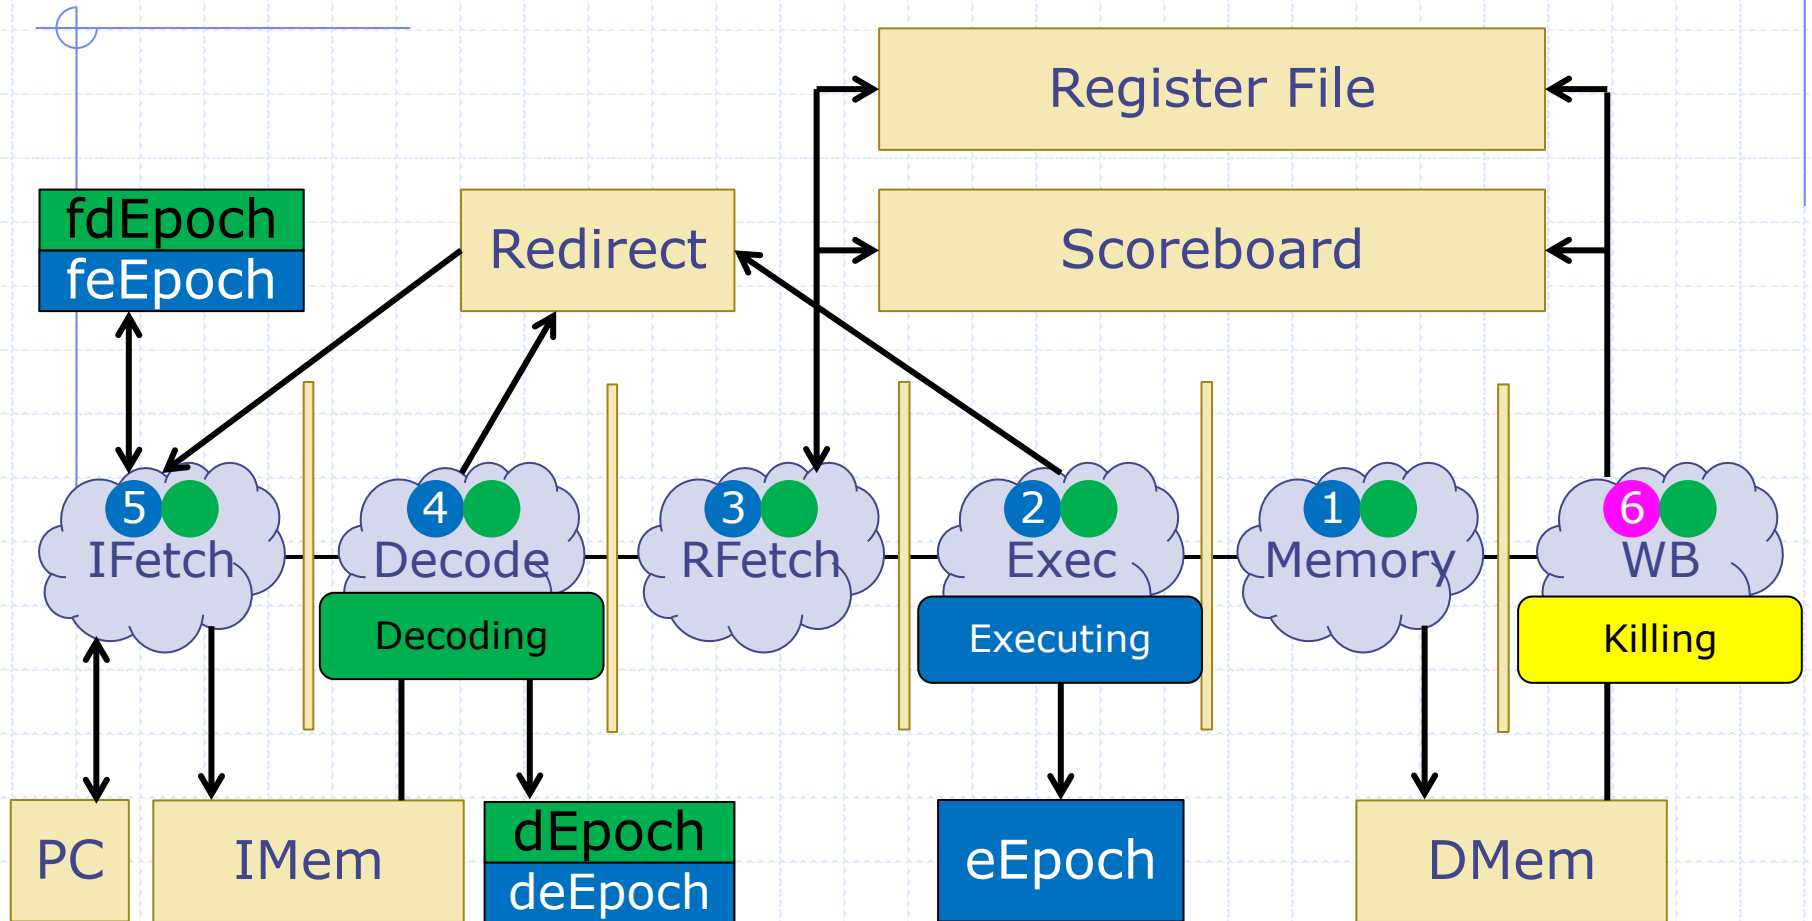 Register File
fdEpoch
feEpoch
Redirect
Scoreboard
5
4
3
2
1
6
IFetch
Decode
RFetch
Exec
Memory
WB
Decoding
Executing
Killing
PC
IMem
dEpoch
deEpoch
eEpoch
DMem